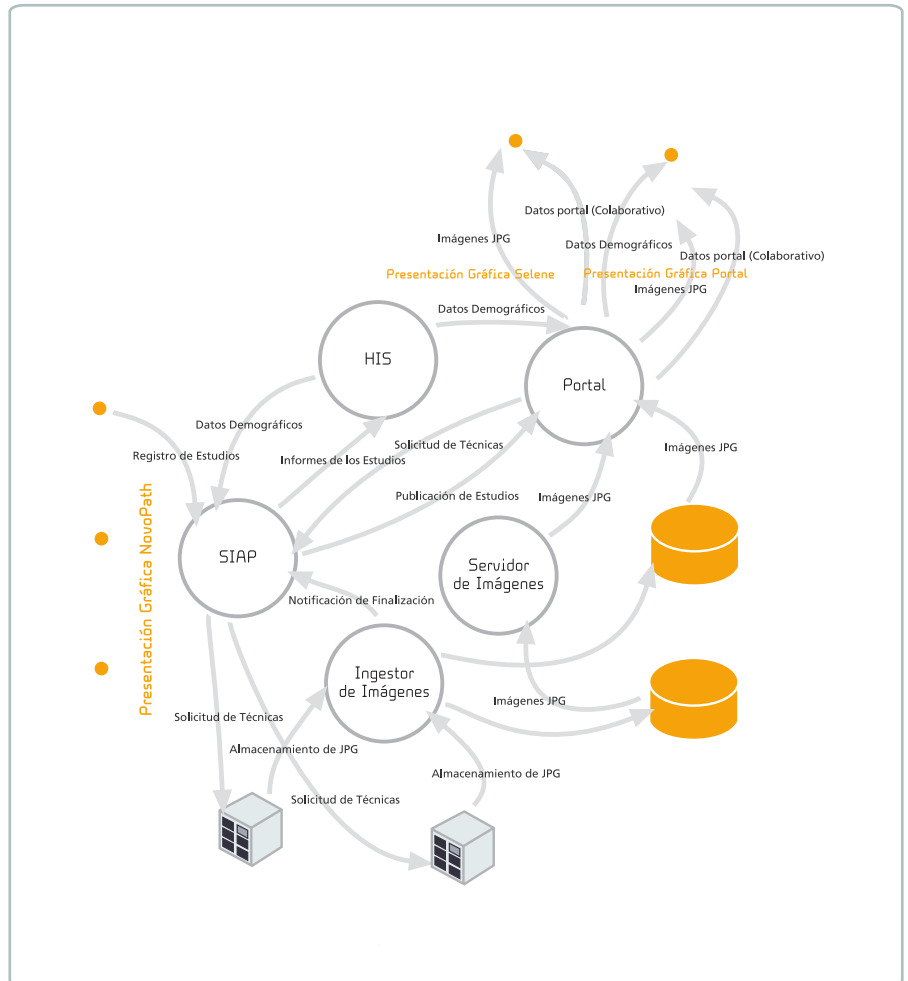 Datos portal (Colaborativo)
Imágenes JPG
Datos Demográficos
Datos portal (Colaborativo)
Presentación Gráfica Selene
Presentación Gráfica Portal
Imágenes JPG
Datos Demográficos
HIS
Portal
Datos Demográficos
Solicitud de Técnicas
Imágenes JPG
Registro de Estudios
Informes de los Estudios
Publicación de Estudios
Imágenes JPG
Presentación Gráfica NovoPath
SIAP
Servidor
de Imágenes
Notificación de Finalización
Ingestor
de Imágenes
Imágenes JPG
Solicitud de Técnicas
Almacenamiento de JPG
Almacenamiento de JPG
Solicitud de Técnicas